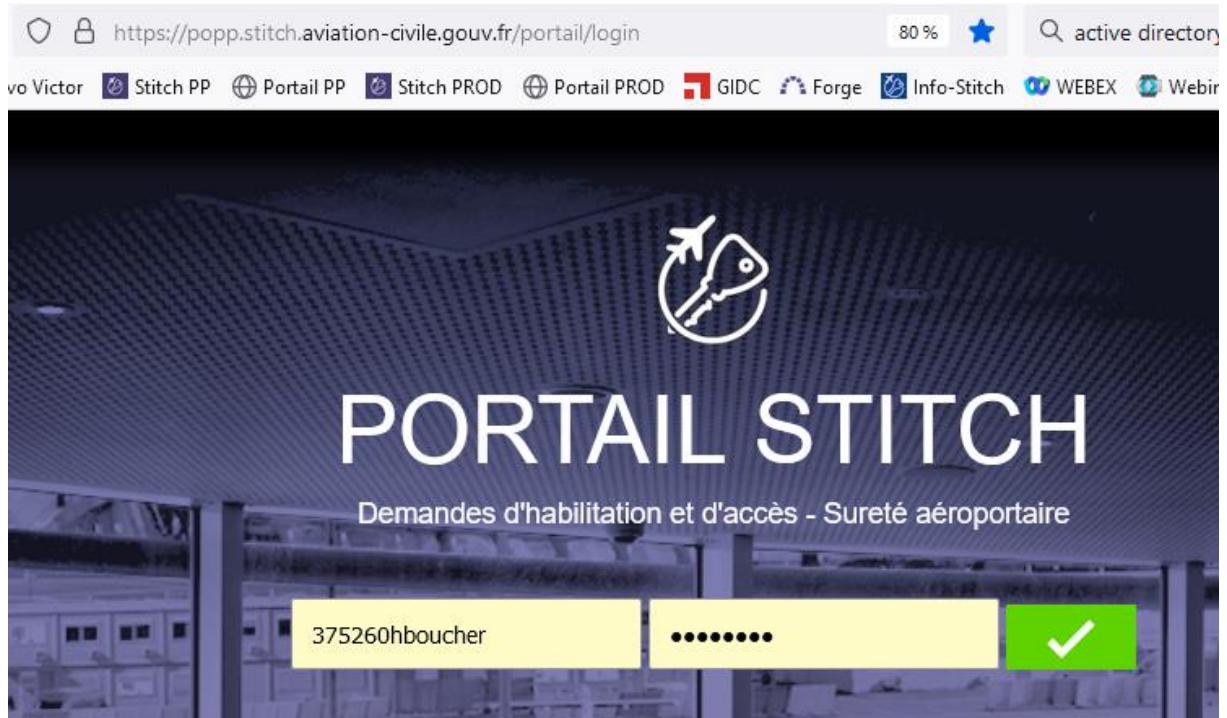 https://popp.stitch.aviation-civile.gouv.fr/portail/login 80 % active directory
vo Victor Stitch PP Portail PP Stitch PROD Portail PROD GIDC Forge Info-Stitch WEBEX Webin
PORTAIL STITCH
Demandes d'habilitation et d'accès - Sureté aéroportaire
375260hboucher ••••••••